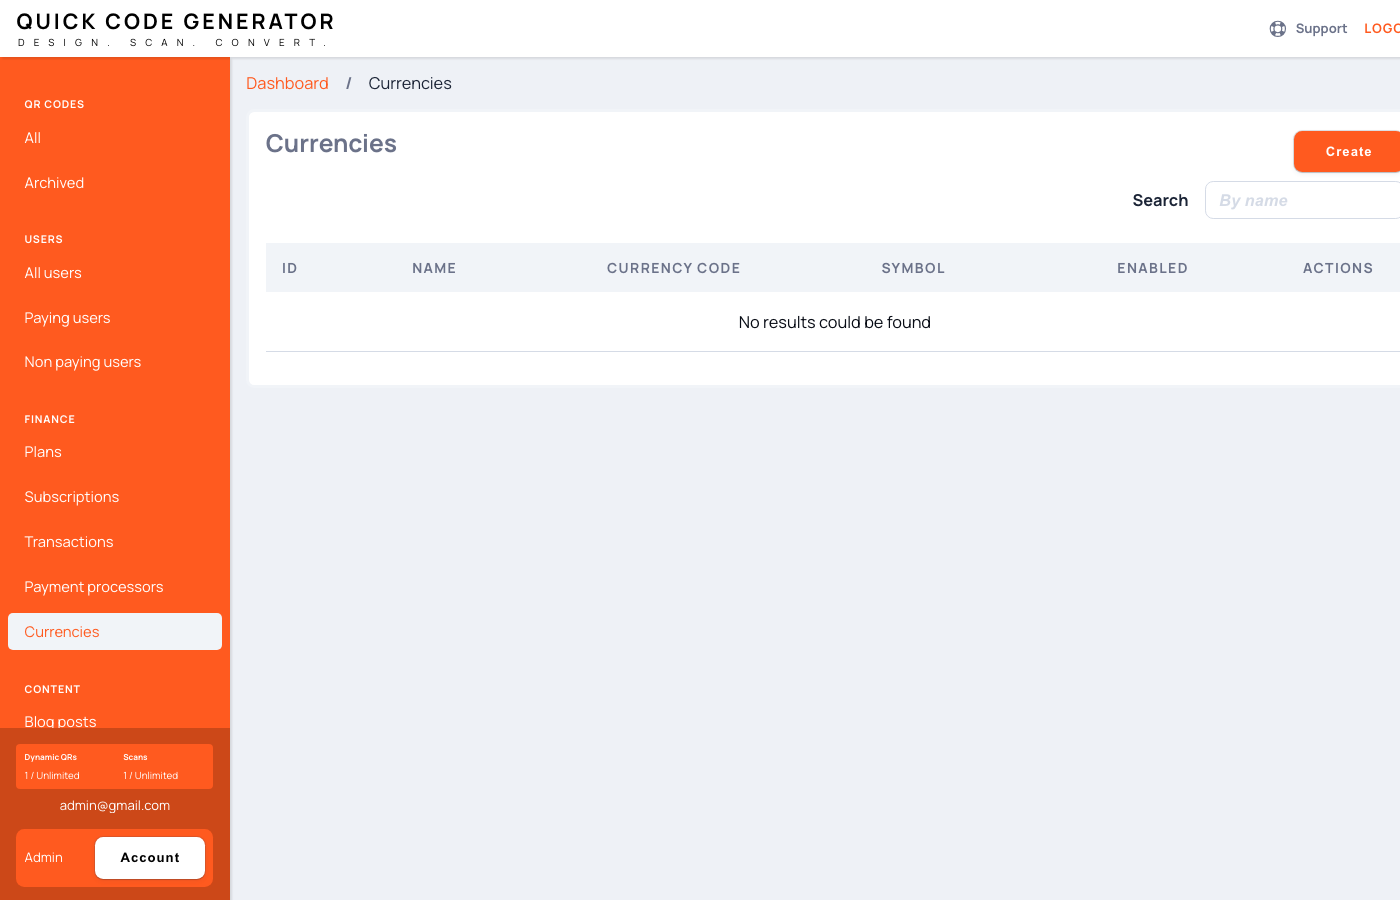 QUICK CODE GENERATOR
DESIGN. SCAN. CONVERT.
Support
LOGO
Dashboard / Currencies
QR CODES
All
Archived
USERS
All users
Paying users
Non paying users
FINANCE
Plans
Subscriptions
Transactions
Payment processors
Currencies
CONTENT
Blog posts
Dynamic QRs Scans
1 / Unlimited 1 / Unlimited
admin@gmail.com
Admin Account
Currencies
Create
Search By name
ID NAME CURRENCY CODE SYMBOL ENABLED ACTIONS
No results could be found